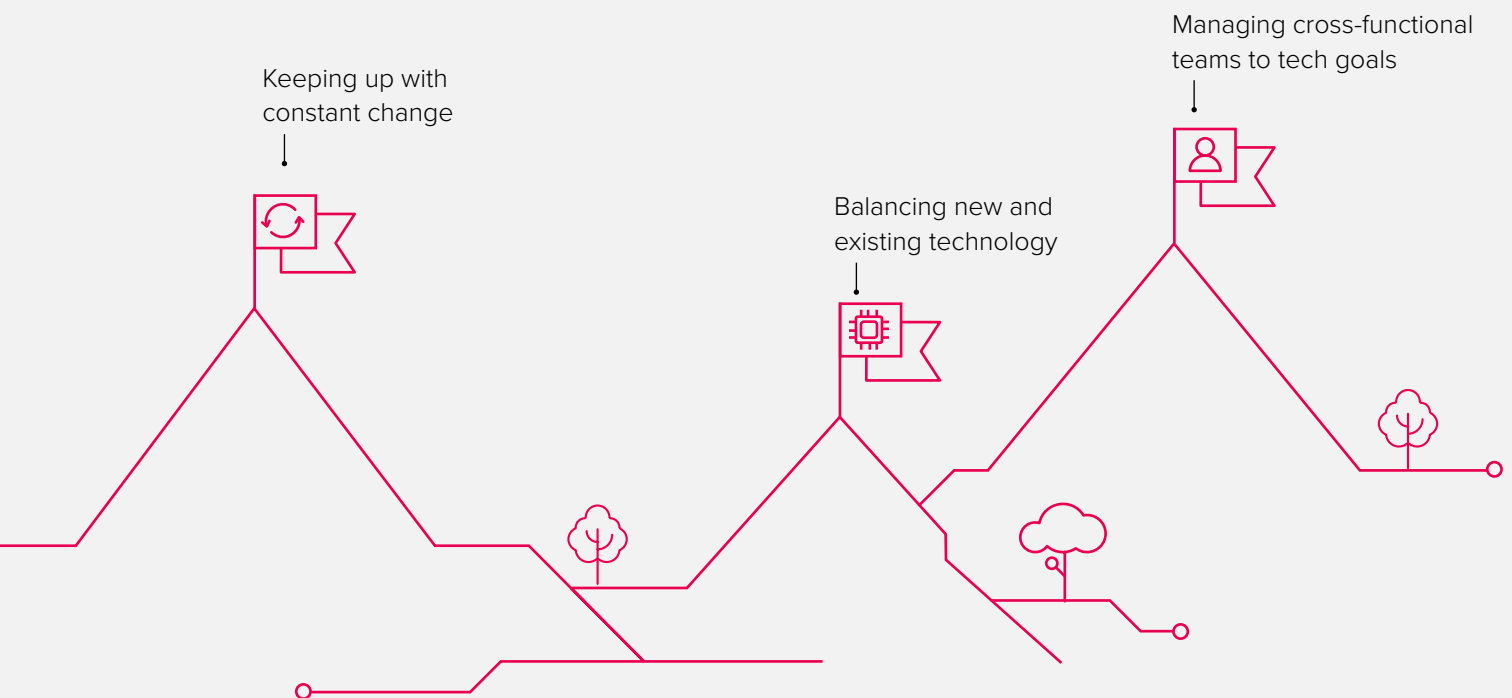 Keeping up with
constant change
Balancing new and
existing technology
Managing cross-functional
teams to tech goals